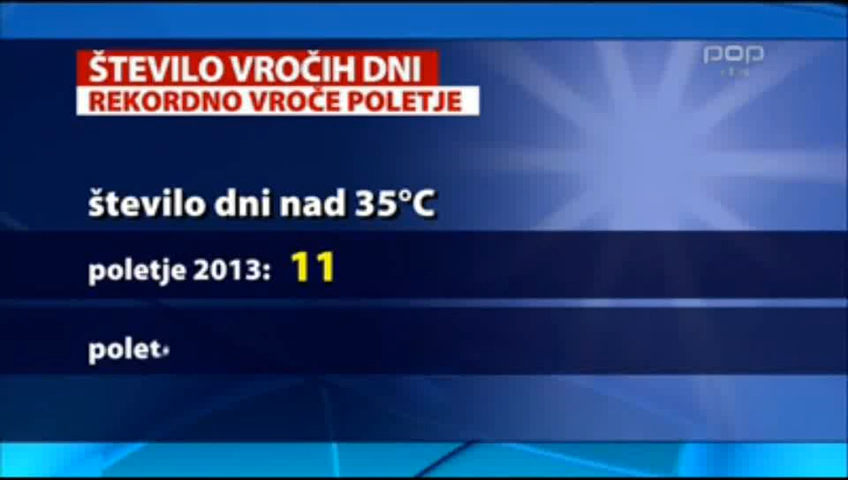 ŠTEVILO VROČIH DNI
REKORDNO VROČE POLETJE
pop
število dni nad 35°C
poletje 2013: 11
polet